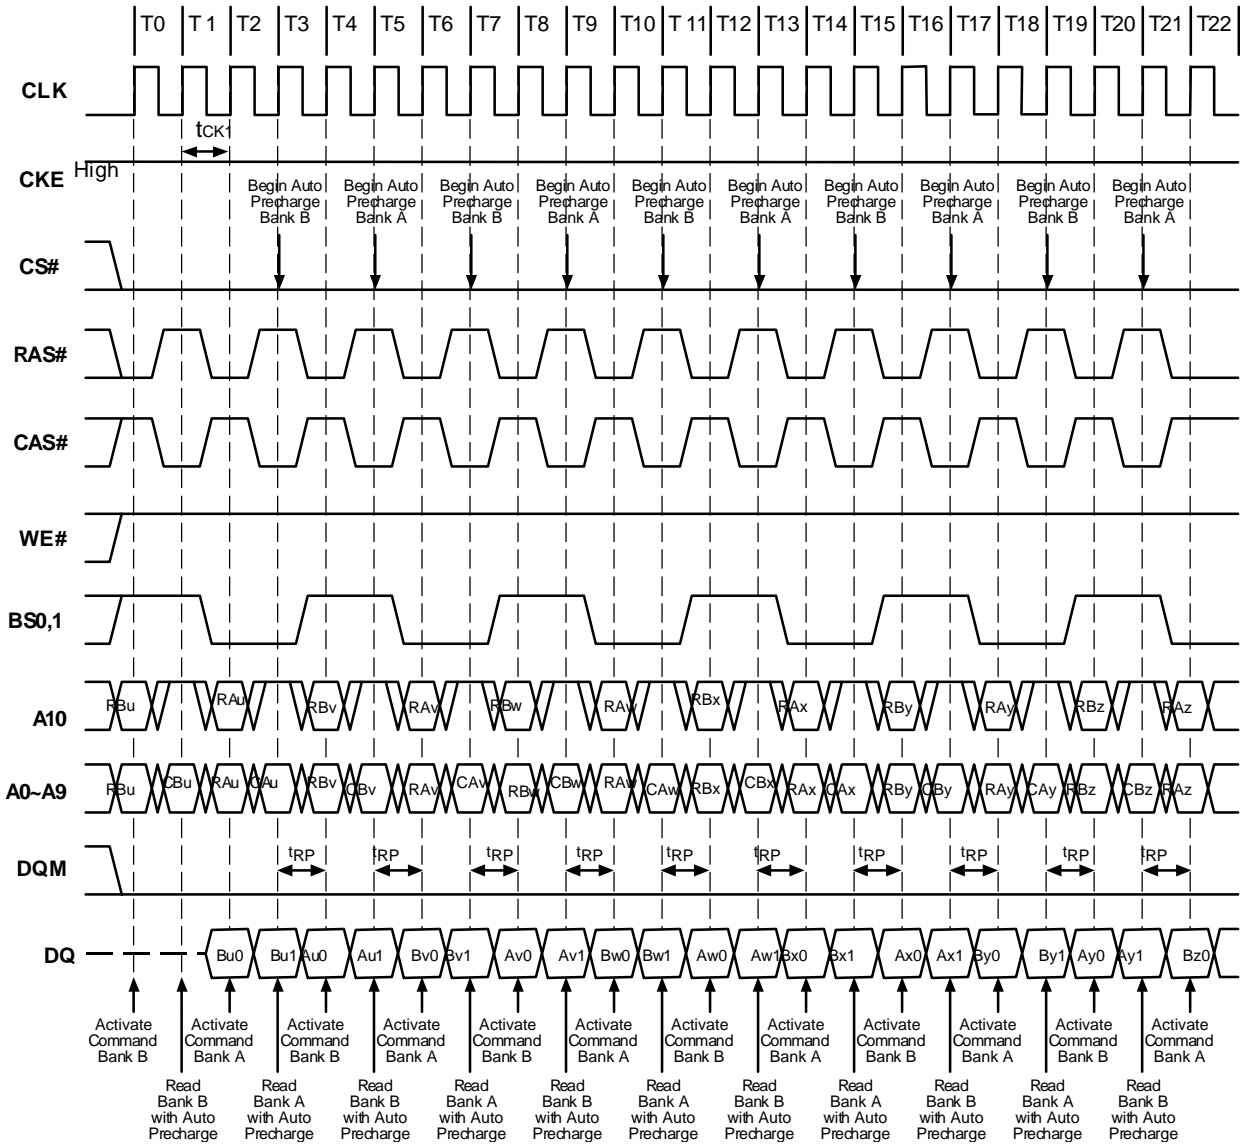 T0 T1 T2 T3 T4 T5 T6 T7 T8 T9 T10 T11 T12 T13 T14 T15 T16 T17 T18 T19 T20 T21 T22
CLK
tCK1
High
CKE
Begin Auto Begin Auto Begin Auto Begin Auto Begin Auto Begin Auto Begin Auto Begin Auto Begin Auto Begin Auto
Precharge Precharge Precharge Precharge Precharge Precharge Precharge Precharge Precharge Precharge
Bank B Bank A Bank B Bank A Bank B Bank A Bank B Bank A Bank B Bank A
CS#
RAS#
CAS#
WE#
BS0,1
A10 RBu RAu RBv RAv RBw RAw RBx RAx RBy RAy RBz RAz
A0~A9 RBu CBu RAu CAu RBv CBv RAv CAv RBw CBw RAw CAw RBx CBx RAx CAx RBy CBy RAy CAy RBz CBz RAz
DQM tRP tRP tRP tRP tRP tRP tRP tRP tRP tRP
DQ Bu0 Bu1 Au0 Au1 Bv0 Bv1 Av0 Av1 Bw0 Bw1 Aw0 Aw1 Bx0 Bx1 Ax0 Ax1 By0 By1 Ay0 Ay1 Bz0
Activate Activate Activate Activate Activate Activate Activate Activate Activate Activate Activate Activate
Command Command Command Command Command Command Command Command Command Command Command Command
Bank B Bank A Bank B Bank A Bank B Bank A Bank B Bank A Bank B Bank A Bank B Bank A
Read Read Read Read Read Read Read Read Read Read Read
Bank B Bank A Bank B Bank A Bank B Bank A Bank B Bank A Bank B Bank A Bank B
with Auto with Auto with Auto with Auto with Auto with Auto with Auto with Auto with Auto with Auto with Auto
Precharge Precharge Precharge Precharge Precharge Precharge Precharge Precharge Precharge Precharge Precharge